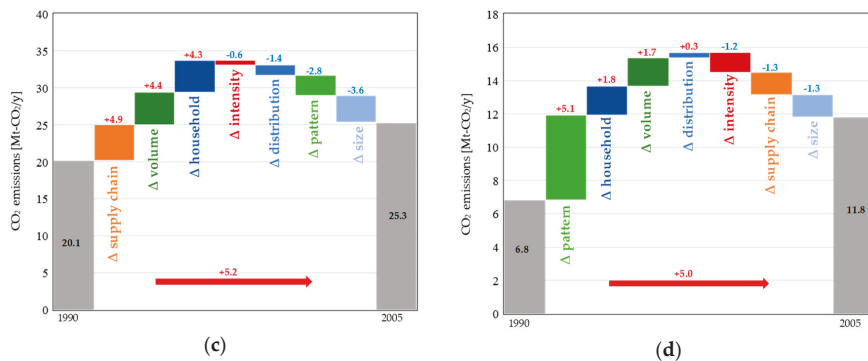 CO₂ emissions [Mt-CO₂/y]
40
35
30
25
20
15
10
5
0
20.1
+4.9
Δ supply chain
+4.4
Δ volume
+4.3
Δ household
-0.6
Δ intensity
-1.4
Δ distribution
-2.8
Δ pattern
-3.6
Δ size
25.3
+5.2
1990
2005
(c)
CO₂ emissions [Mt-CO₂/y]
18
16
14
12
10
8
6
4
2
0
6.8
+5.1
Δ pattern
+1.8
Δ household
+1.7
Δ volume
+0.3
Δ distribution
-1.2
Δ intensity
-1.3
Δ supply chain
-1.3
Δ size
11.8
+5.0
1990
2005
(d)